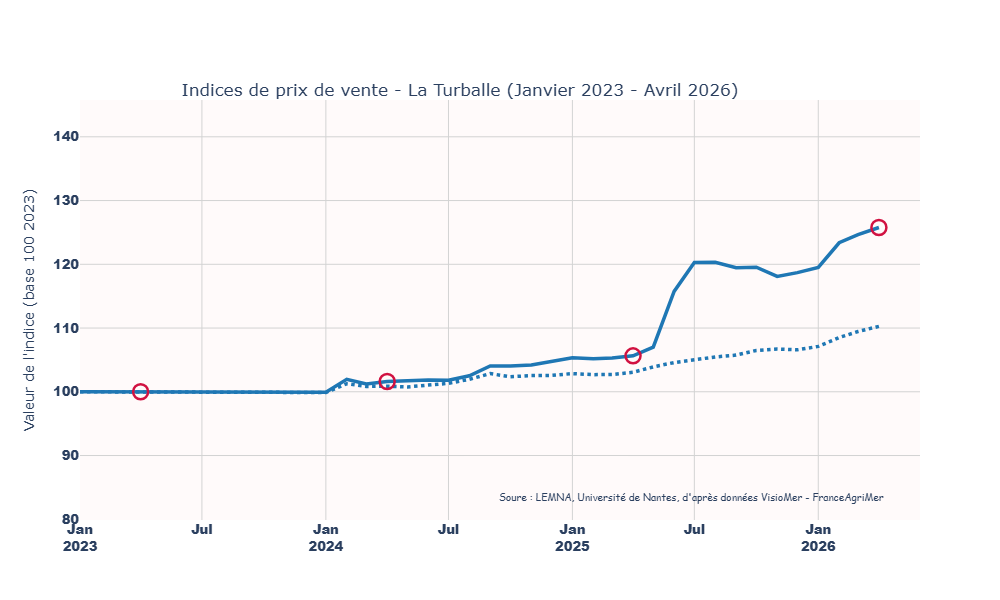 Indices de prix de vente - La Turballe (Janvier 2023 - Avril 2026)
Valeur de l'indice (base 100 2023)
140
130
120
110
100
90
80
Soure : LEMNA, Université de Nantes, d'après données VisioMer - FranceAgriMer
Jan Jul Jan Jul Jan Jul Jan
2023 2024 2025 2026